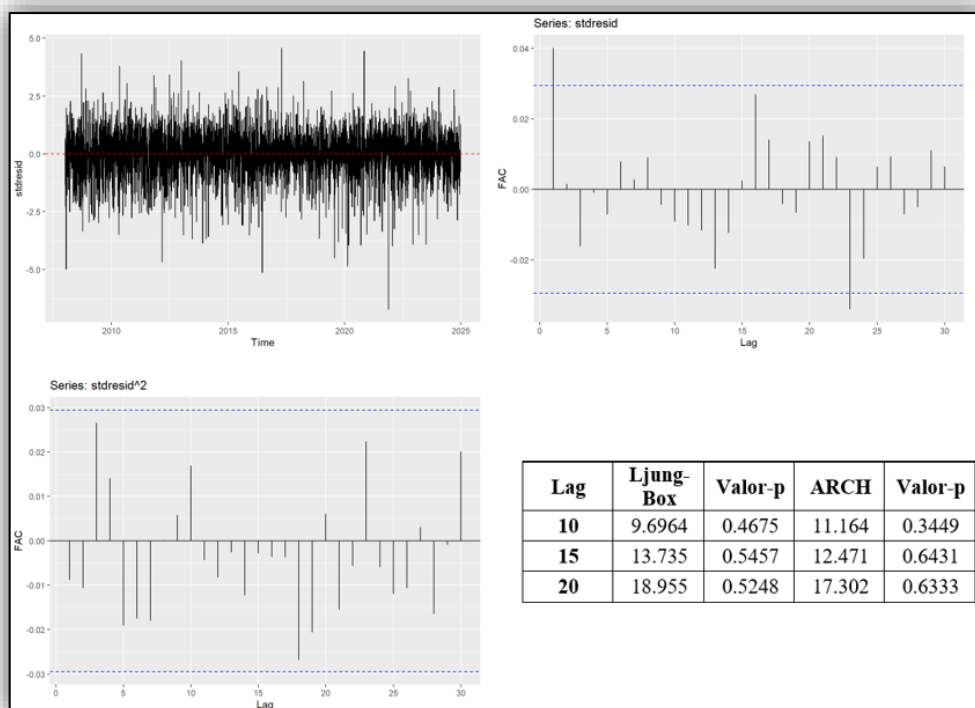 Series: stdresid
5.0
2.5
0.0
-2.5
-5.0
stdresid
2010
2015
2020
2025
Time
0.04
0.02
0.00
-0.02
FAC
0
5
10
15
20
25
30
Lag
Series: stdresid^2
0.03
0.02
0.01
0.00
-0.01
-0.02
-0.03
FAC
0
5
10
15
20
25
30
Lag
Lag Ljung-Box Valor-p ARCH Valor-p
10 9.6964 0.4675 11.164 0.3449
15 13.735 0.5457 12.471 0.6431
20 18.955 0.5248 17.302 0.6333